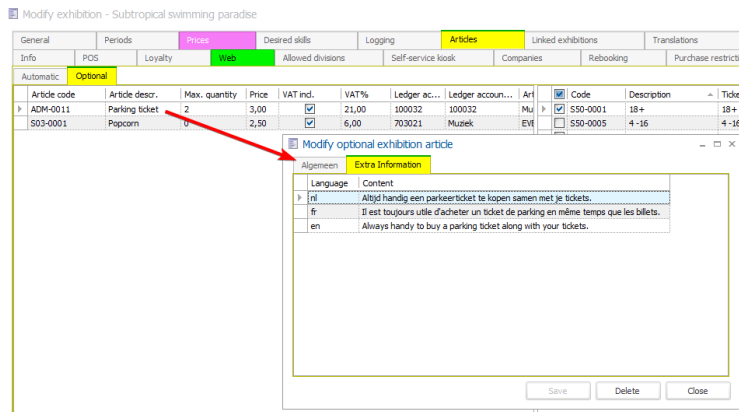 Modify exhibition - Subtropical swimming paradise
General Periods Prices Desired skills Logging Articles Linked exhibitions Translations
Info POS Loyalty Web Allowed divisions Self-service kiosk Companies Rebooking Purchase restricti
Automatic Optional
Article code Article descr. Max. quantity Price VAT incl. VAT% Ledger ac... Ledger accoun... Art Code Description Ticke
ADM-0011 Parking ticket 2 3,00 21,00 100032 100032 Mu S50-0001 18+ 18+
S03-0001 Popcorn 0 2,50 6,00 703021 Muziek EVE S50-0005 4 -16 4 -16
Modify optional exhibition article
Algemeen Extra Information
Language Content
nl Altijd handig een parkeerticket te kopen samen met je tickets.
fr Il est toujours utile d'acheter un ticket de parking en même temps que les billets.
en Always handy to buy a parking ticket along with your tickets.
Save Delete Close